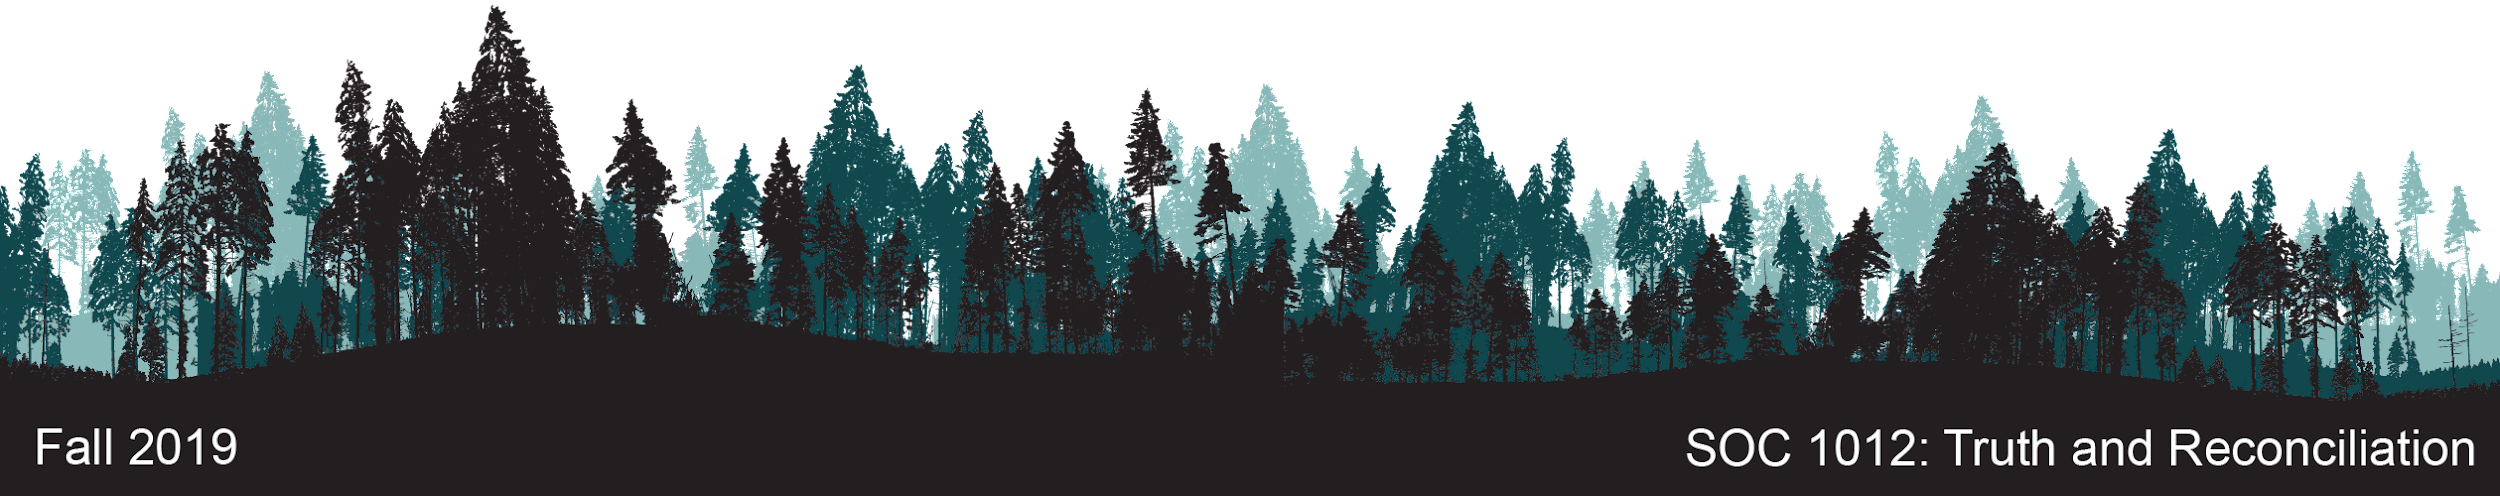 Fall 2019
SOC 1012: Truth and Reconciliation